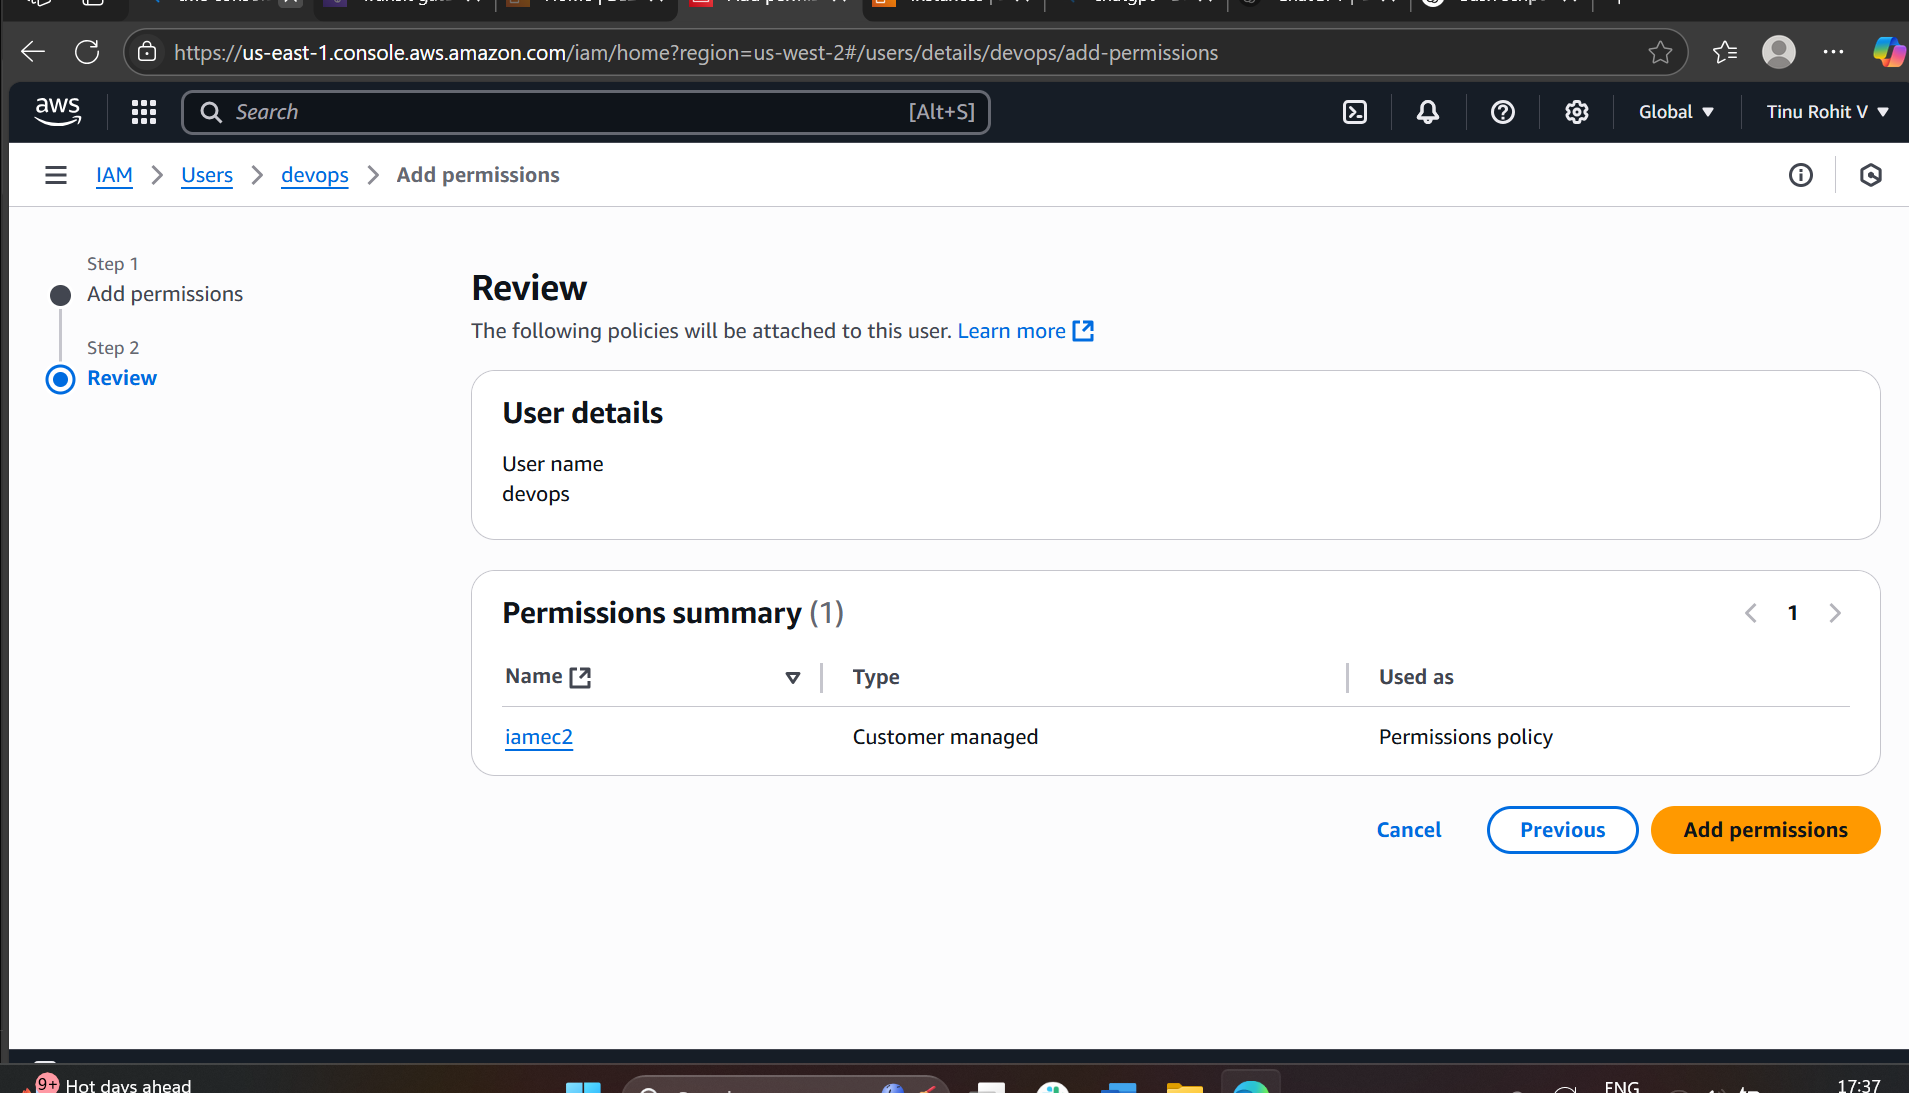 https://us-east-1.console.aws.amazon.com/iam/home?region=us-west-2#/users/details/devops/add-permissions
aws
Search
[Alt+S]
Global
Tinu Rohit V
IAM
Users
devops
Add permissions
Step 1
Add permissions
Step 2
Review
Review
The following policies will be attached to this user. Learn more
User details
User name
devops
Permissions summary (1)
1
Name
Type
Used as
iamec2
Customer managed
Permissions policy
Cancel
Previous
Add permissions
9+
Hot days ahead
ENG
17:37